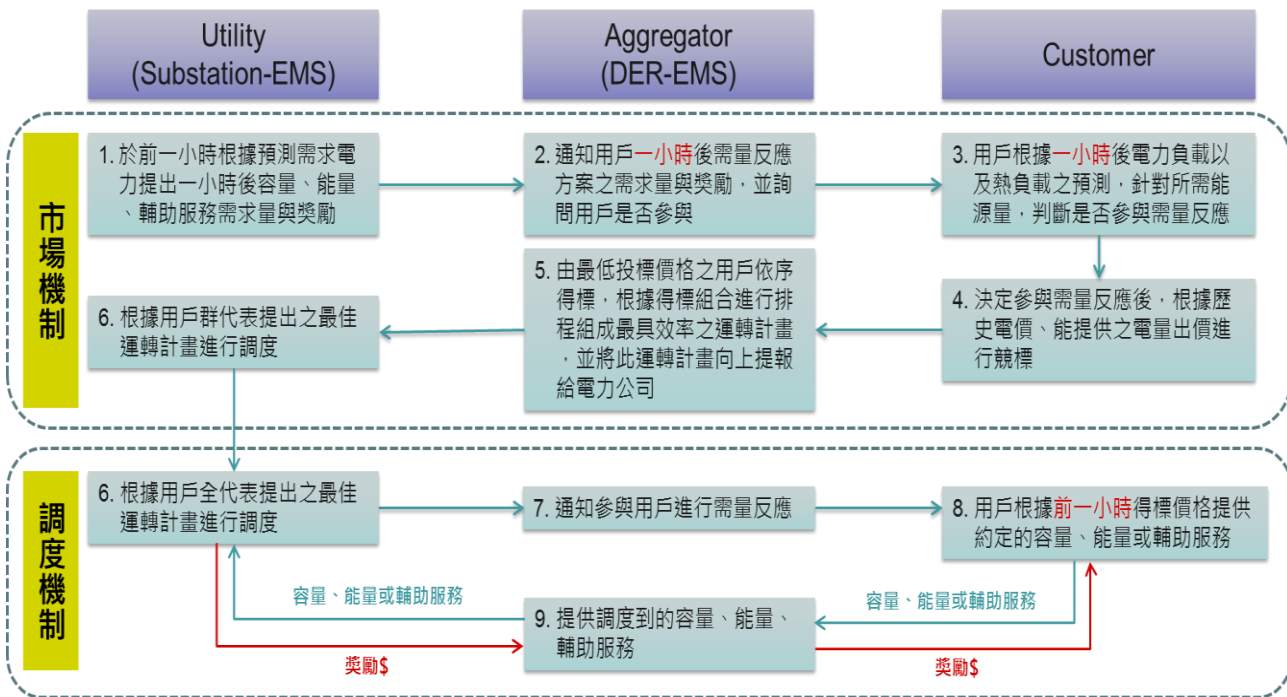 Utility
(Substation-EMS)
Aggregator
(DER-EMS)
Customer
市場機制
1. 於前一小時根據預測需求電
力提出一小時後容量、能量
、輔助服務需求量與獎勵
2. 通知用戶一小時後需量反應
方案之需求量與獎勵，並詢
問用戶是否參與
3. 用戶根據一小時後電力負載以
及熱負載之預測，針對所需能
源量，判斷是否參與需量反應
4. 決定參與需量反應後，根據歷
史電價、能提供之電量出價進
行競標
5. 由最低投標價格之用戶依序
得標，根據得標組合進行排
程組成最具效率之運轉計畫
，並將此運轉計畫向上提報
給電力公司
6. 根據用戶群代表提出之最佳
運轉計畫進行調度
調度機制
6. 根據用戶全代表提出之最佳
運轉計畫進行調度
7. 通知參與用戶進行需量反應
8. 用戶根據前一小時得標價格提供
約定的容量、能量或輔助服務
容量、能量或輔助服務
容量、能量或輔助服務
9. 提供調度到的容量、能量、
輔助服務
獎勵$
獎勵$